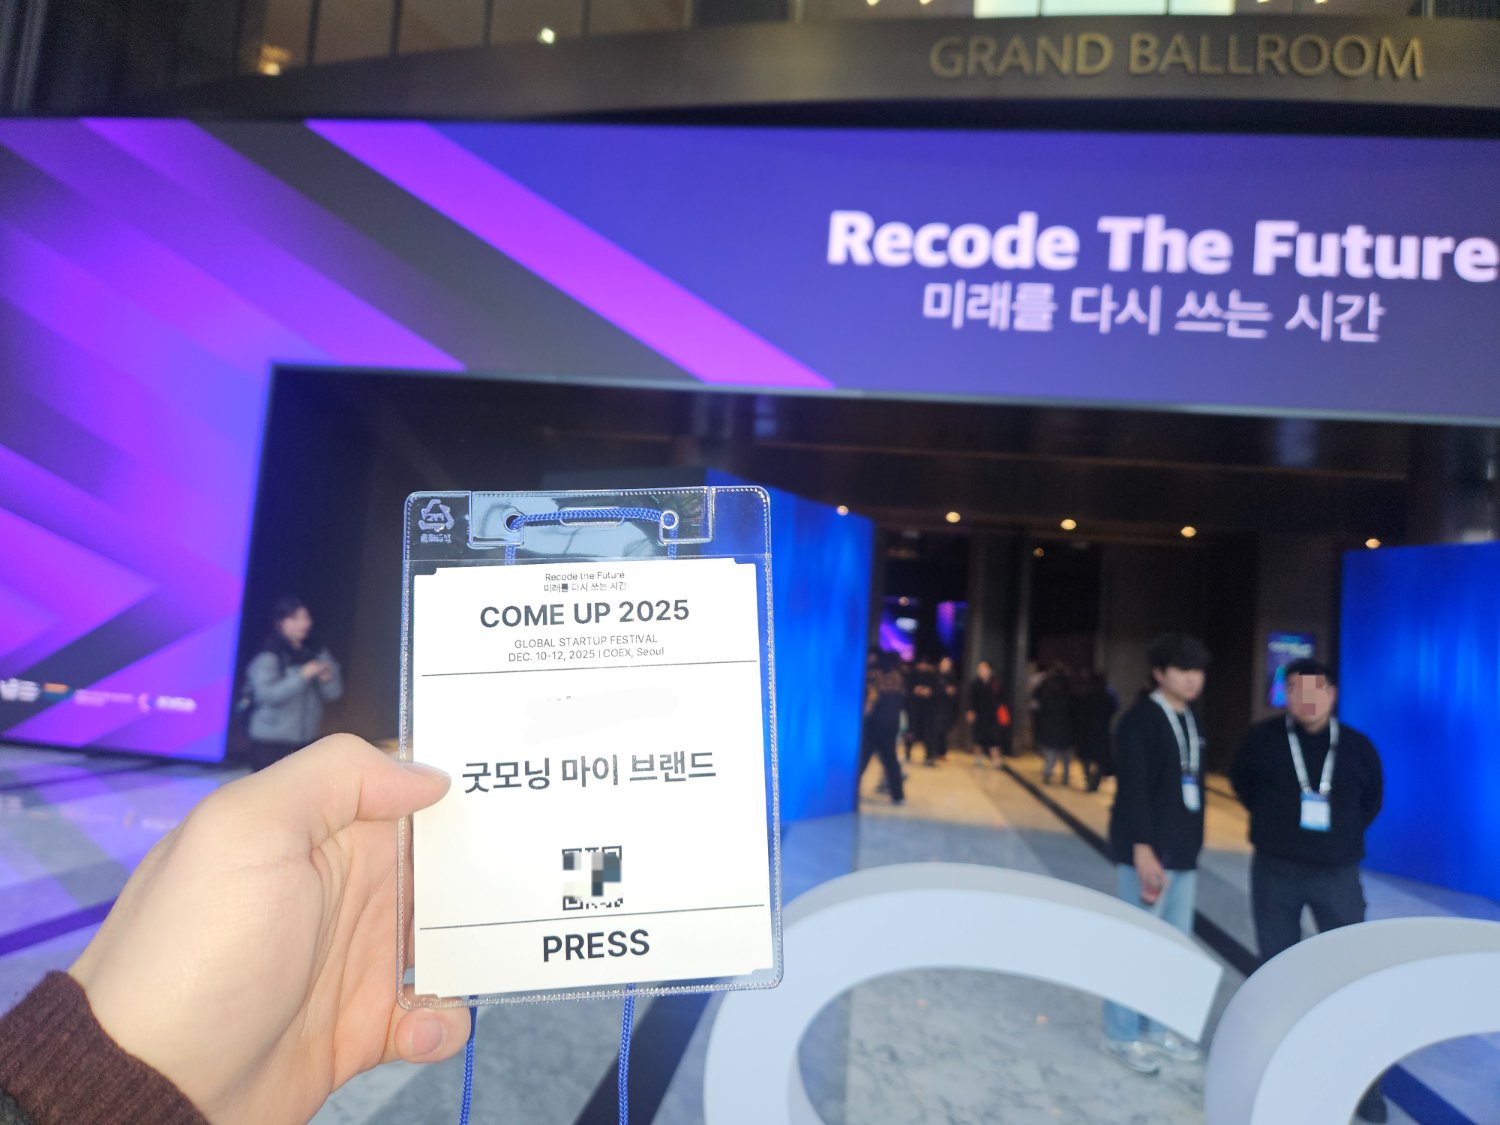 GRAND BALLROOM
Recode The Future
미래를 다시 쓰는 시간
Recode the Future
미래를 다시 쓰는 시간
COME UP 2025
GLOBAL STARTUP FESTIVAL
DEC. 10-12, 2025 I COEX, Seoul
굿모닝 마이 브랜드
PRESS